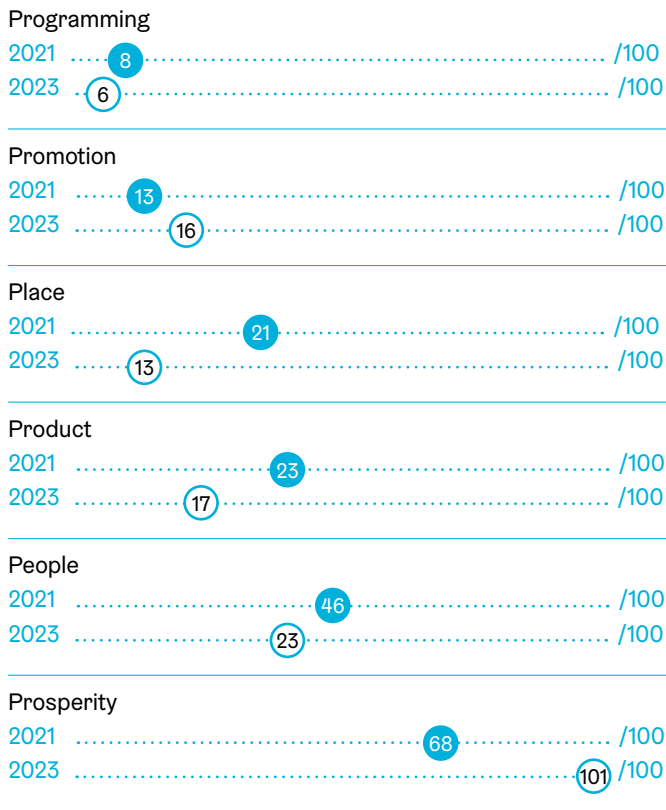 Programming
2021 8 /100
2023 6 /100
Promotion
2021 13 /100
2023 16 /100
Place
2021 21 /100
2023 13 /100
Product
2021 23 /100
2023 17 /100
People
2021 46 /100
2023 23 /100
Prosperity
2021 68 /100
2023 101 /100